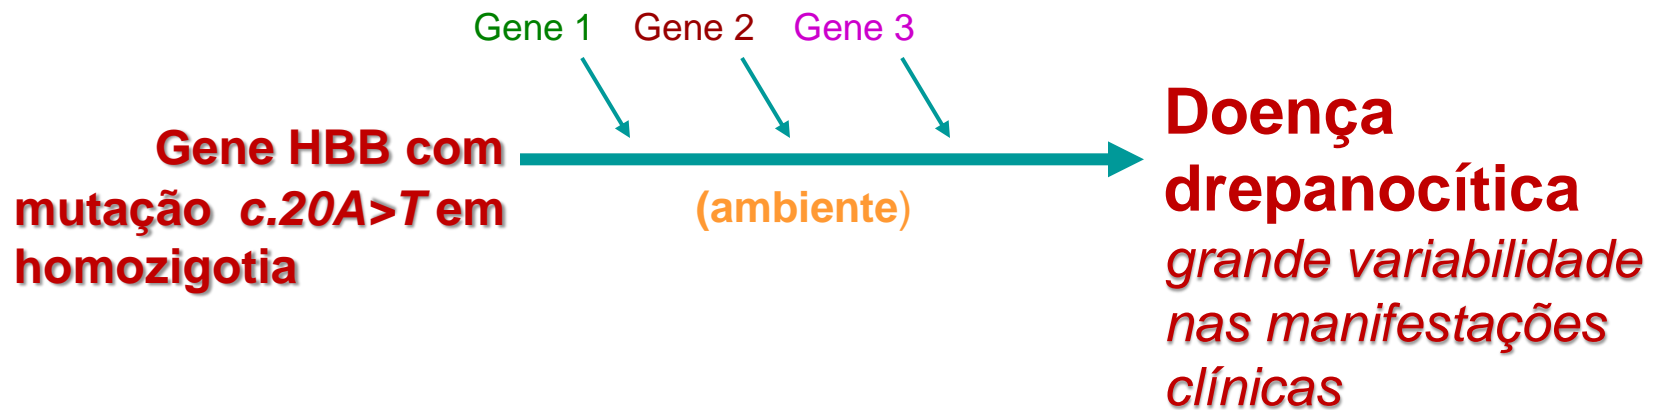 Gene 1 Gene 2 Gene 3
Gene HBB com
mutação c.20A>T em
homozigotia
(ambiente)
Doença
drepanocítica
grande variabilidade
nas manifestações
clínicas